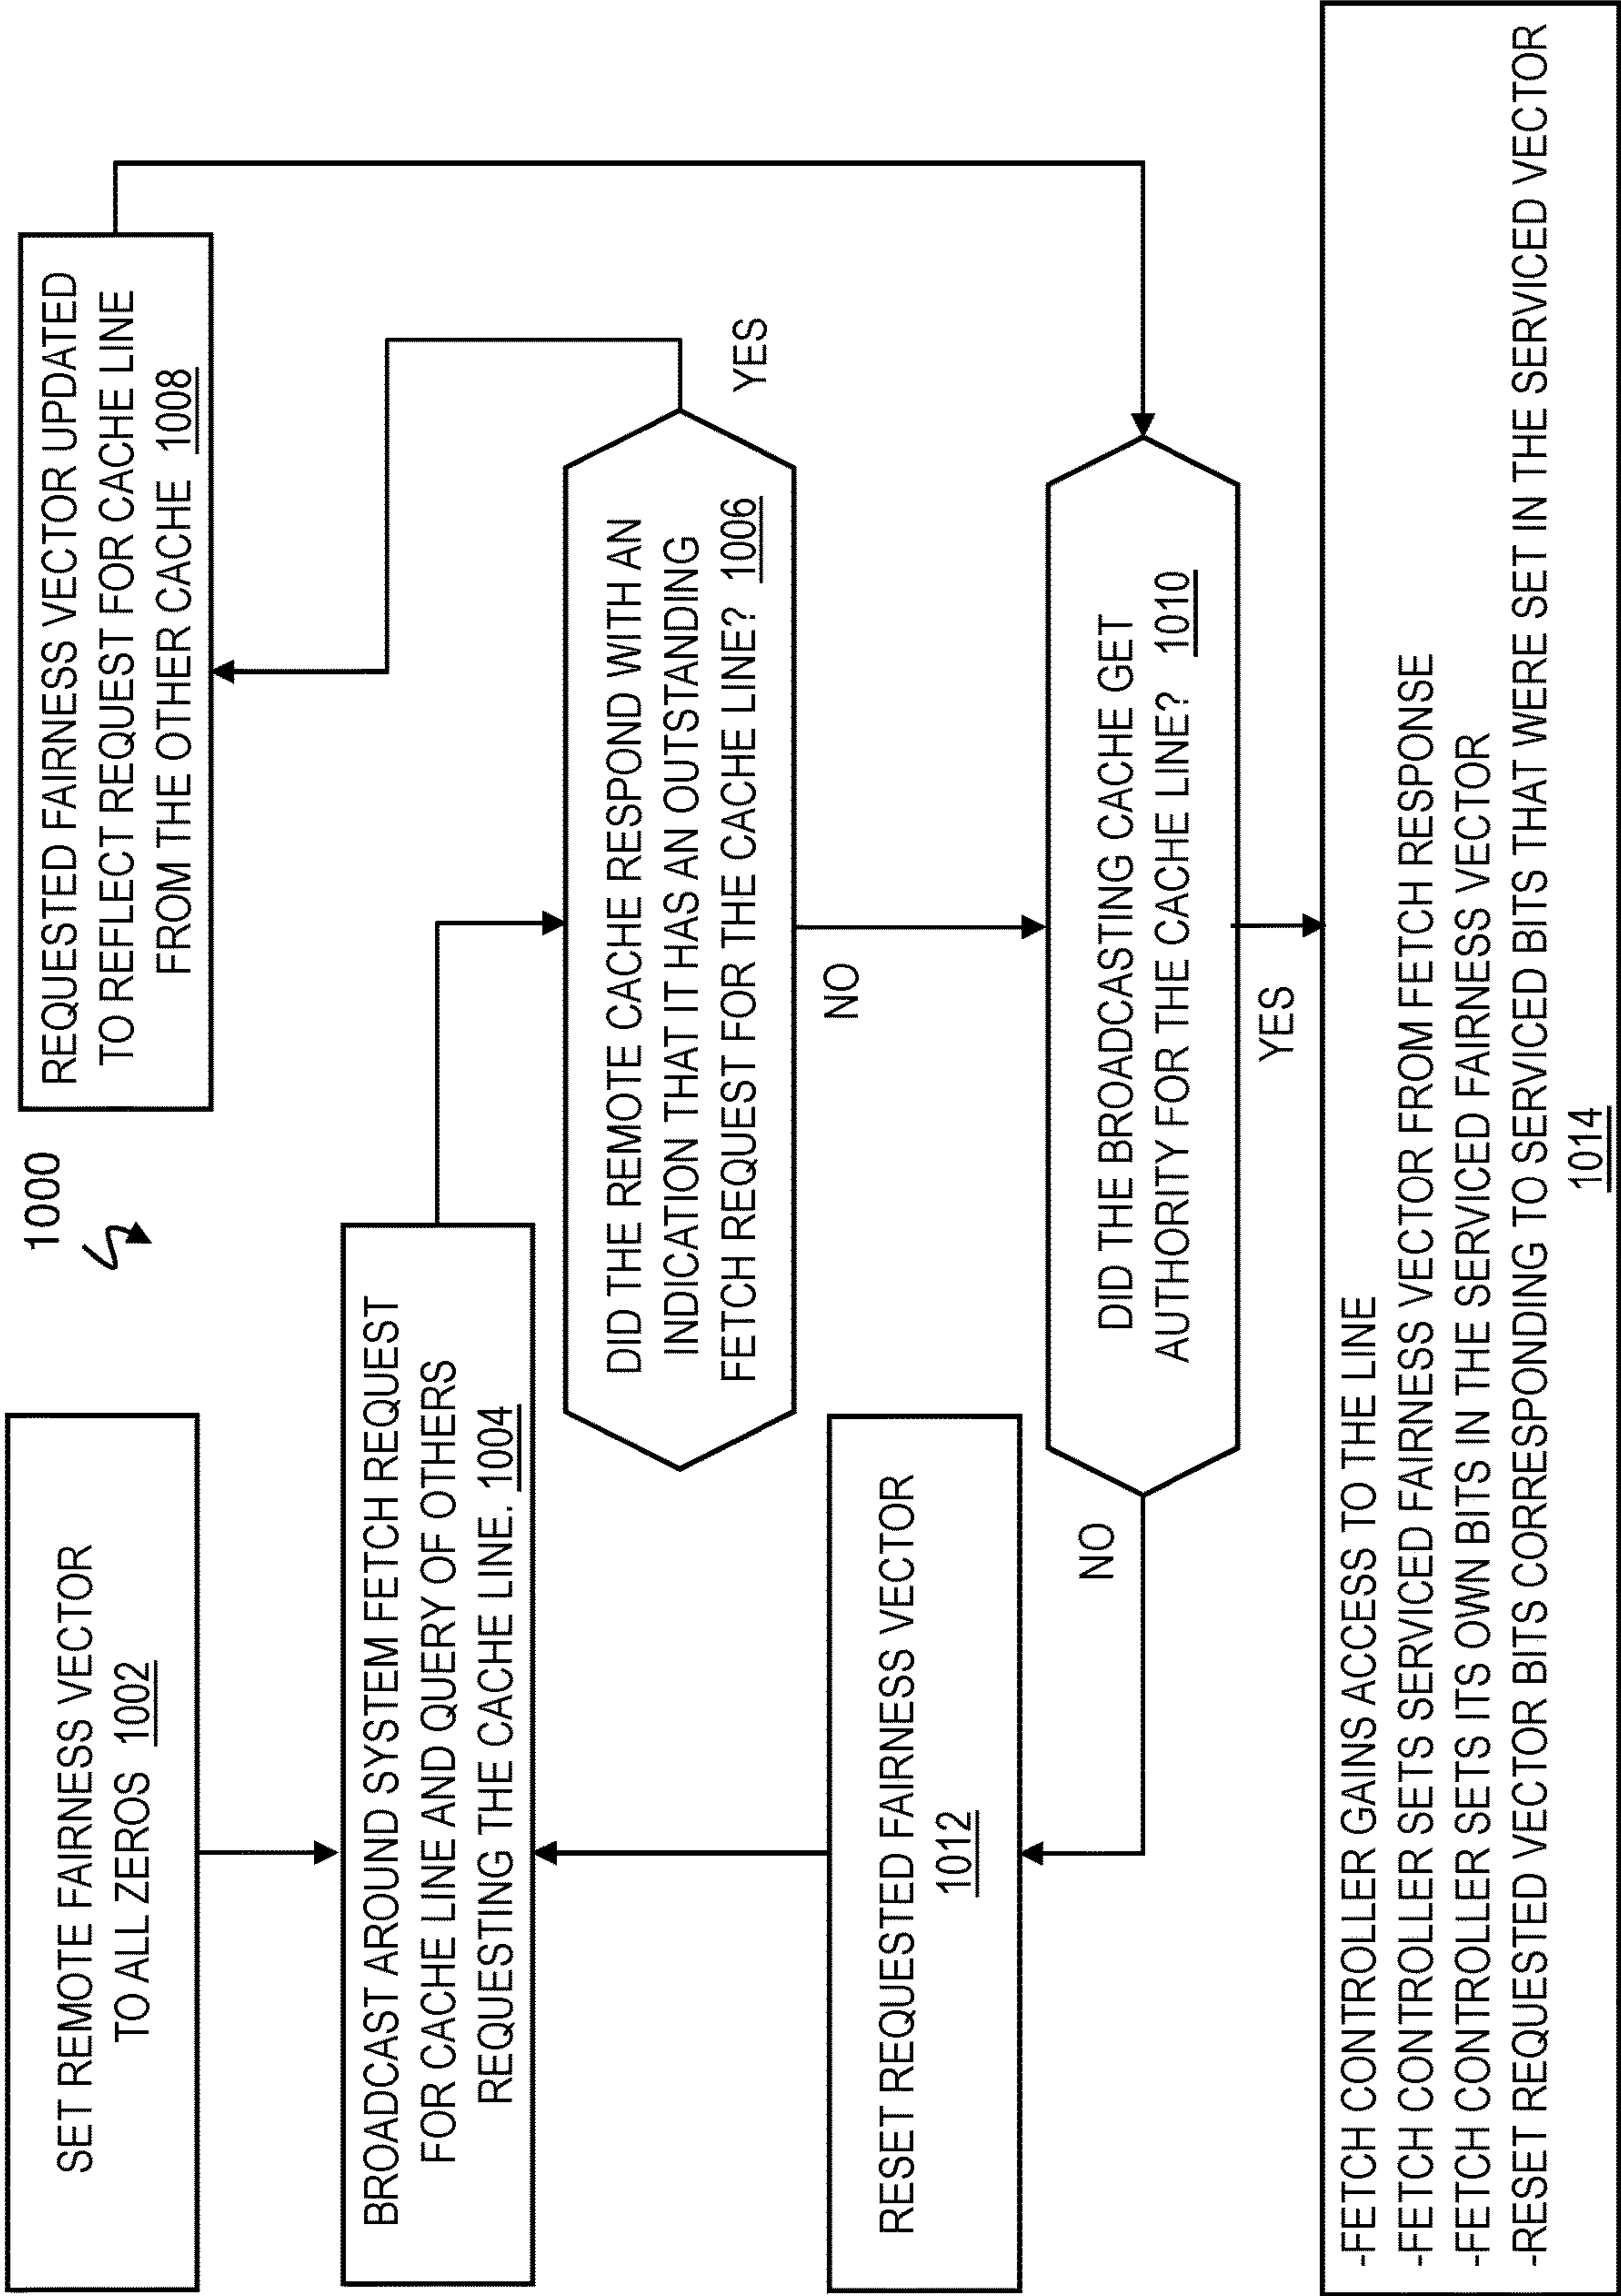 1000
SET REMOTE FAIRNESS VECTOR
TO ALL ZEROS 1002
BROADCAST AROUND SYSTEM FETCH REQUEST
FOR CACHE LINE AND QUERY OF OTHERS
REQUESTING THE CACHE LINE. 1004
DID THE REMOTE CACHE RESPOND WITH AN
INDICATION THAT IT HAS AN OUTSTANDING
FETCH REQUEST FOR THE CACHE LINE? 1006
YES
REQUESTED FAIRNESS VECTOR UPDATED
TO REFLECT REQUEST FOR CACHE LINE
FROM THE OTHER CACHE 1008
NO
DID THE BROADCASTING CACHE GET
AUTHORITY FOR THE CACHE LINE? 1010
NO
RESET REQUESTED FAIRNESS VECTOR
1012
YES
-FETCH CONTROLLER GAINS ACCESS TO THE LINE
-FETCH CONTROLLER SETS SERVICED FAIRNESS VECTOR FROM FETCH RESPONSE
-FETCH CONTROLLER SETS ITS OWN BITS IN THE SERVICED FAIRNESS VECTOR
-RESET REQUESTED VECTOR BITS CORRESPONDING TO SERVICED BITS THAT WERE SET IN THE SERVICED VECTOR
1014